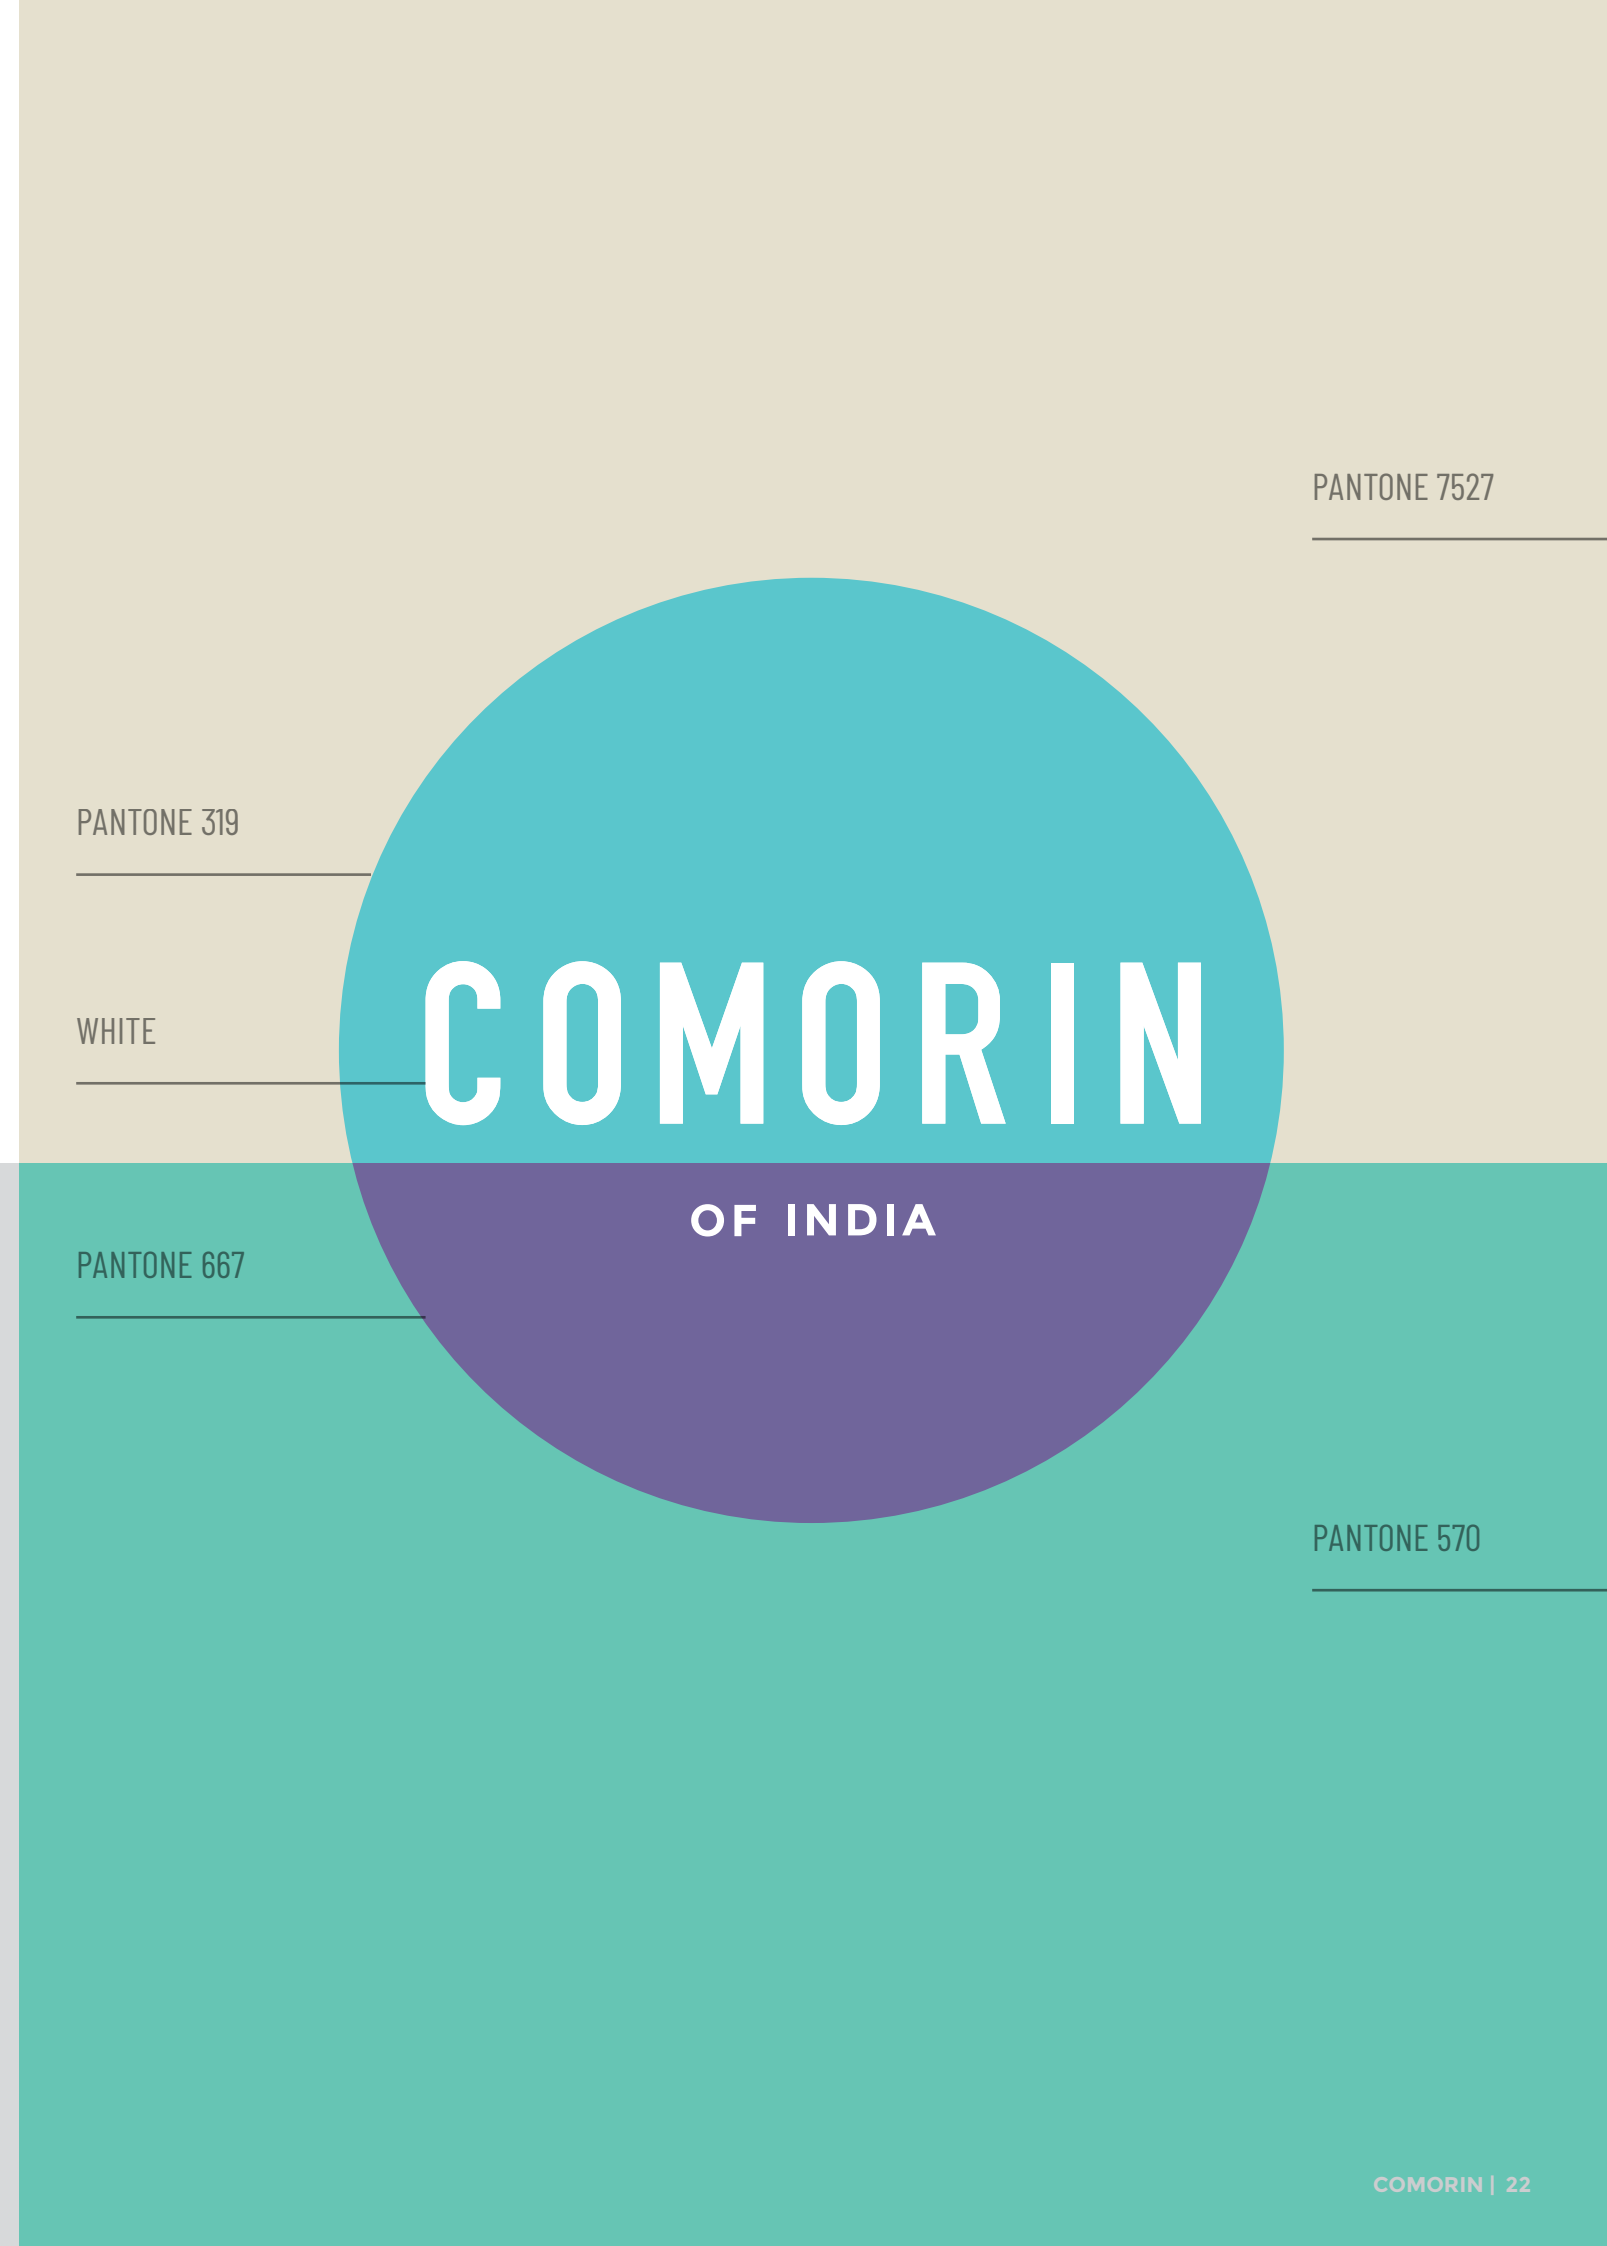 PANTONE 7527
PANTONE 319
WHITE
COMORIN
OF INDIA
PANTONE 667
PANTONE 570
COMORIN | 22